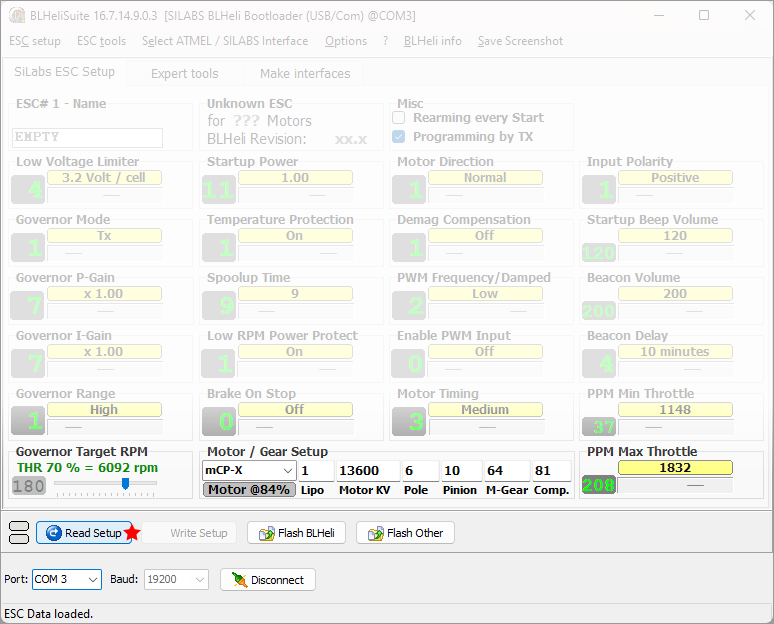 BLHeliSuite 16.7.14.9.0.3 [SILABS BLHeli Bootloader (USB/Com) @COM3]
ESC setup ESC tools Select ATMEL / SILABS Interface Options ? BLHeli info Save Screenshot
SiLabs ESC Setup Expert tools Make interfaces
ESC# 1 - Name Unknown ESC Misc
for ??? Motors Rearming every Start
EMPTY BLHeli Revision: xx.x Programming by TX
Low Voltage Limiter Startup Power Motor Direction Input Polarity
4 3.2 Volt / cell 11 1.00 1 Normal 1 Positive
Governor Mode Temperature Protection Demag Compensation Startup Beep Volume
1 Tx 1 On 1 Off 120 120
Governor P-Gain Spoolup Time PWM Frequency/Damped Beacon Volume
7 x 1.00 9 9 2 Low 200 200
Governor I-Gain Low RPM Power Protect Enable PWM Input Beacon Delay
7 x 1.00 1 On 0 Off 4 10 minutes
Governor Range Brake On Stop Motor Timing PPM Min Throttle
1 High 0 Off 3 Medium 37 1148
Governor Target RPM Motor / Gear Setup PPM Max Throttle
THR 70 % = 6092 rpm mCP-X 1 13600 6 10 64 81 1832
180 Motor @84% Lipo Motor KV Pole Pinion M-Gear Comp. 208
Read Setup Write Setup Flash BLHeli Flash Other
Port: COM 3 Baud: 19200 Disconnect
ESC Data loaded.